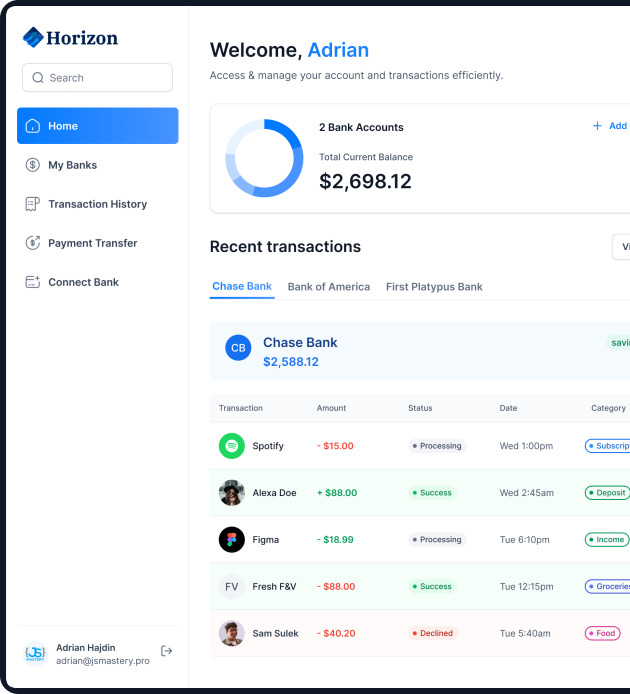 Horizon
Search
Home
My Banks
Transaction History
Payment Transfer
Connect Bank
Adrian Hajdin
adrian@jsmastery.pro
JS
MASTERY
Welcome, Adrian
Access & manage your account and transactions efficiently.
2 Bank Accounts
+ Add
Total Current Balance
$2,698.12
Recent transactions
Vi
Chase Bank Bank of America First Platypus Bank
CB
Chase Bank
$2,588.12
savi
Transaction Amount Status Date Category
Spotify - $15.00 Processing Wed 1:00pm Subscrip
Alexa Doe + $88.00 Success Wed 2:45am Deposit
Figma - $18.99 Processing Tue 6:10pm Income
FV Fresh F&V - $88.00 Success Tue 12:15pm Groceries
Sam Sulek - $40.20 Declined Tue 5:40am Food